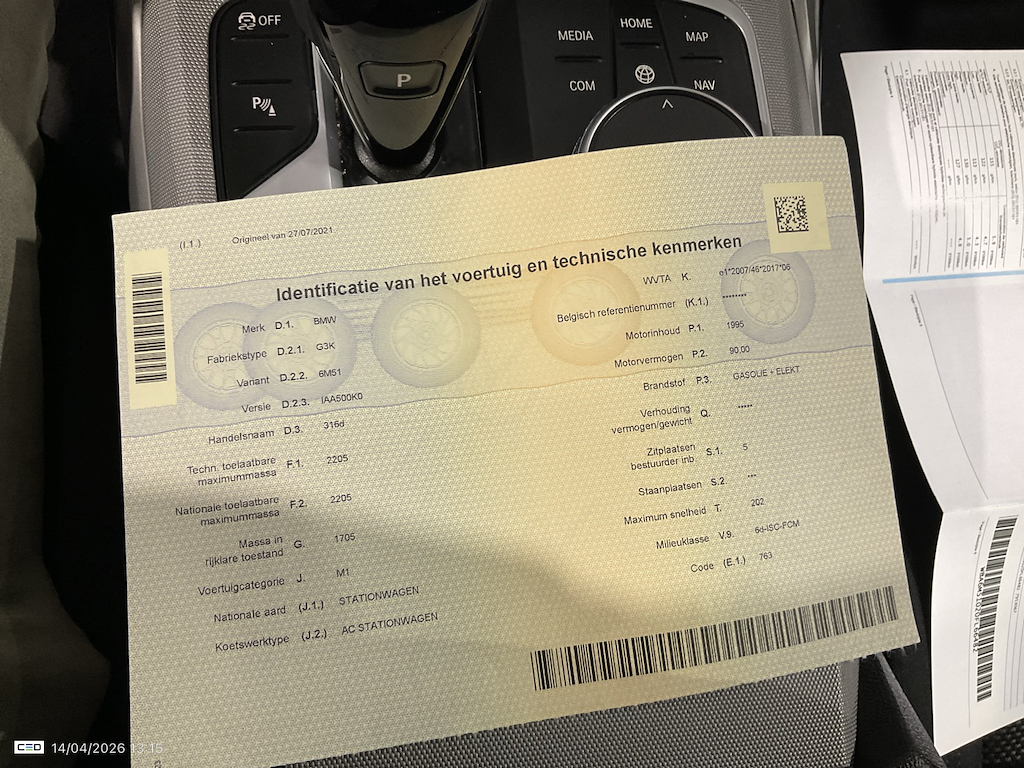 OFF
P
P
MEDIA
HOME
MAP
COM
NAV
(I.1.) Origineel van 27/07/2021
Identificatie van het voertuig en technische kenmerken
Merk D.1. BMW
Fabriekstype D.2.1. G3K
Variant D.2.2. 6M51
Versie D.2.3. IAA500K0
Handelsnaam D.3. 316d
Techn. toelaatbare
maximummassa F.1. 2205
Nationale toelaatbare
maximummassa F.2. 2205
Massa in
rijklare toestand G. 1705
Voertuigcategorie J. M1
Nationale aard (J.1.) STATIONWAGEN
Koetswerktype (J.2.) AC STATIONWAGEN
WVTA K. e1*2007/46*2017*06
Belgisch referentienummer (K.1.) ********
Motorinhoud P.1. 1995
Motorvermogen P.2. 90,00
Brandstof P.3. GASOLIE + ELEKT
Verhouding
vermogen/gewicht Q. *****
Zitplaatsen
bestuurder inb. S.1. 5
Staanplaatsen S.2. ***
Maximum snelheid T. 202
Milieuklasse V.9. 6d-ISC-FCM
Code (E.1.) 763
CEO 14/04/2026 13:15